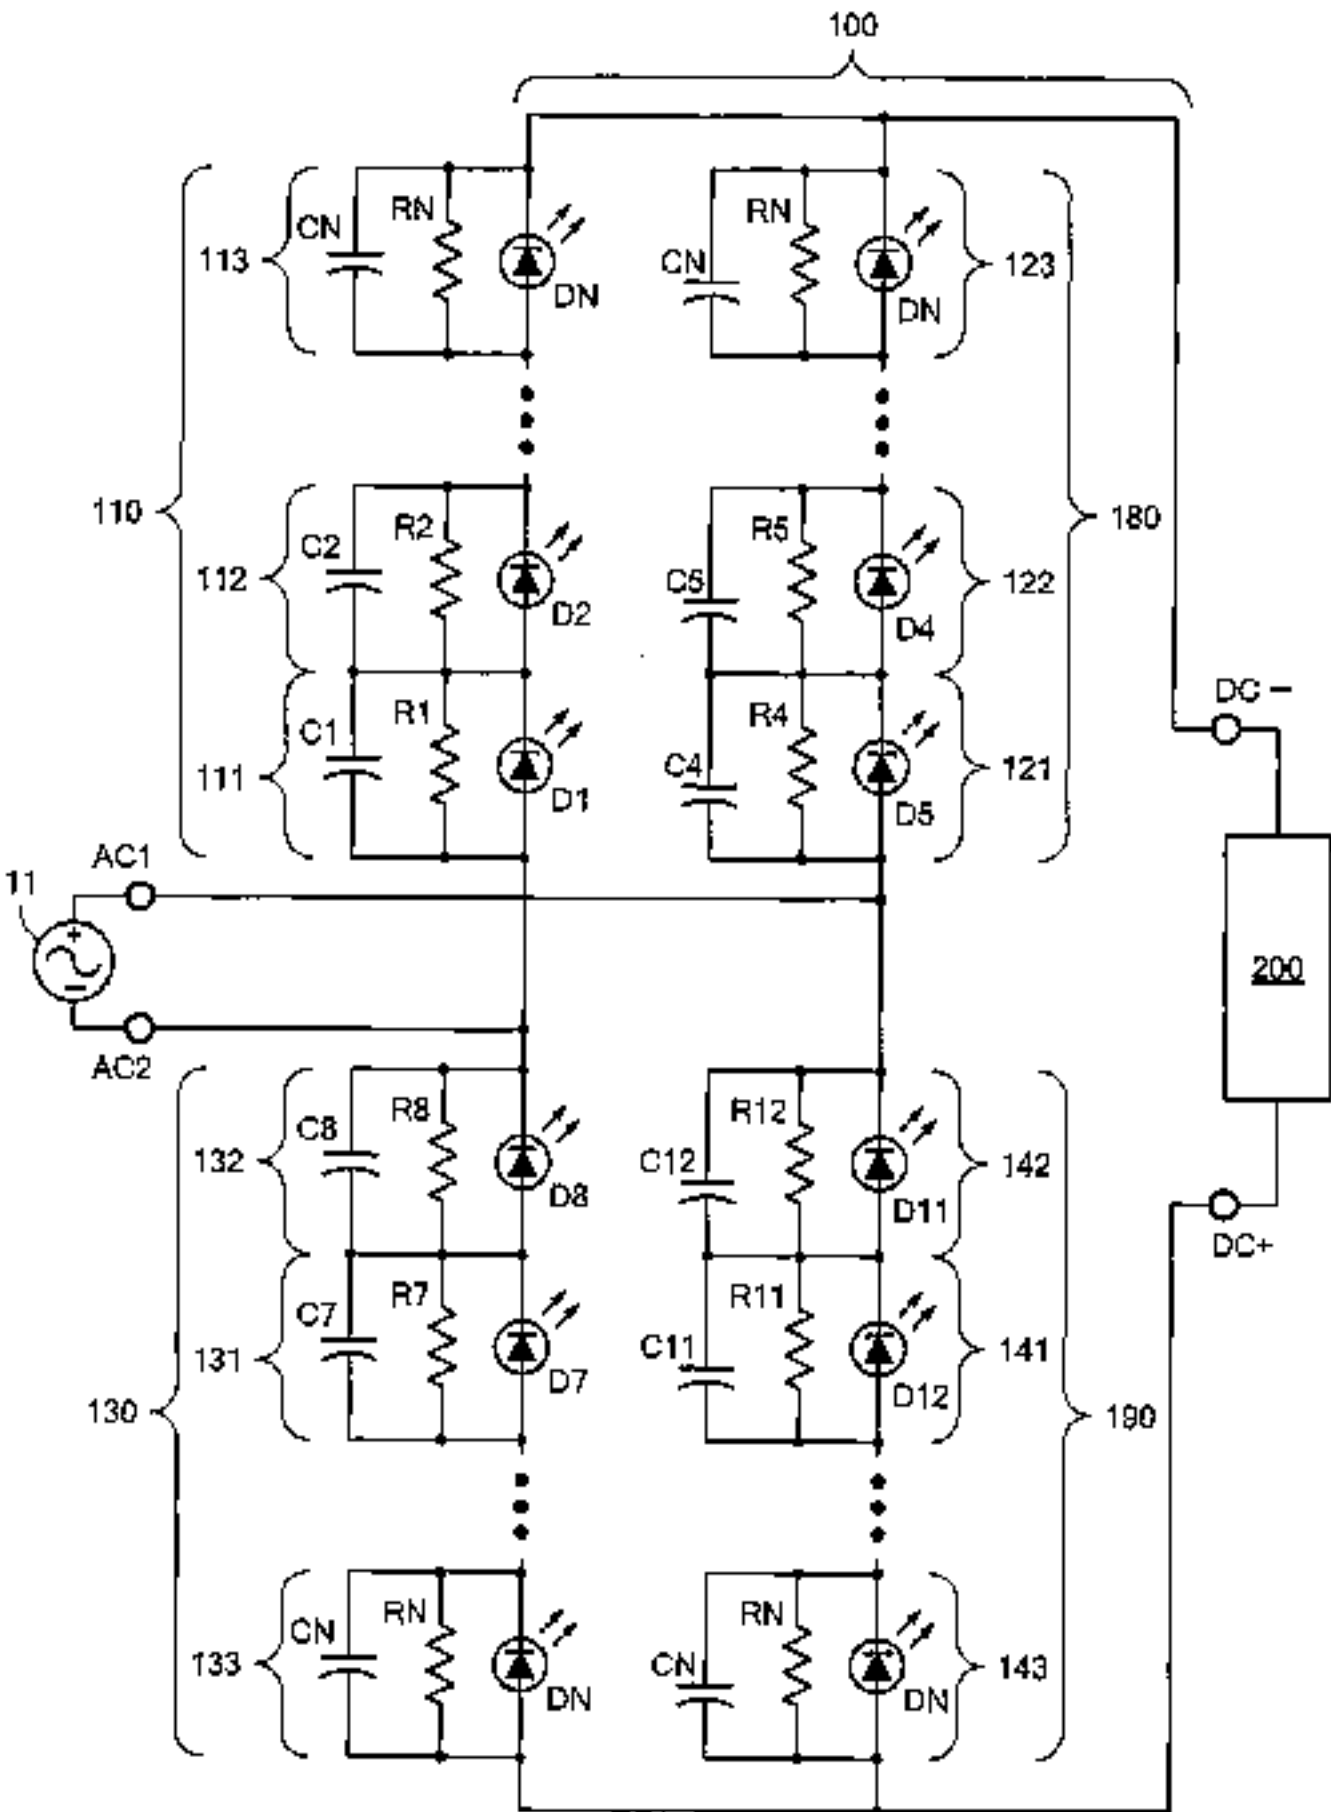 100
113 CN RN DN CN RN DN 123
110 180
112 C2 R2 D2 C5 R5 D4 122
111 C1 R1 D1 C4 R4 D5 121
DC −
11 AC1
+
−
AC2
200
DC+
132 C8 R8 D8 C12 R12 D11 142
131 C7 R7 D7 C11 R11 D12 141
130 190
133 CN RN DN CN RN DN 143